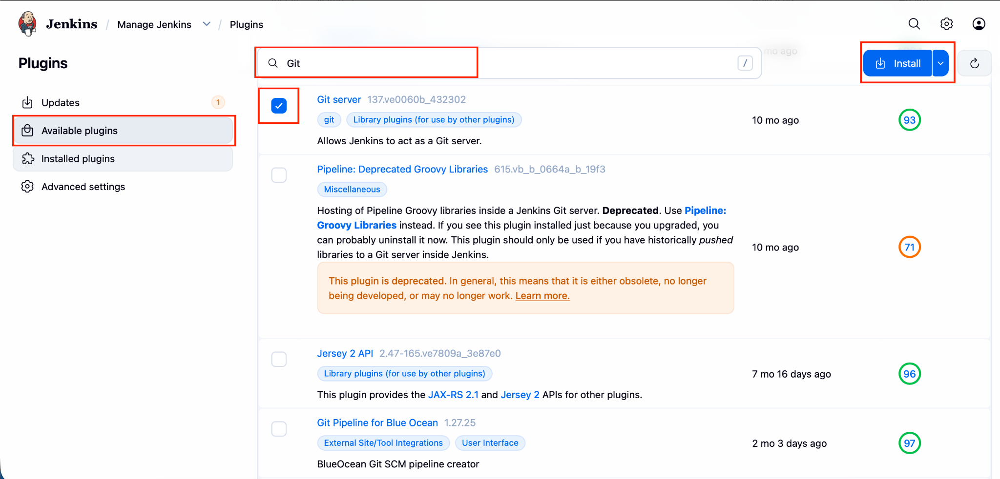 Jenkins / Manage Jenkins / Plugins
Plugins
Updates 1
Available plugins
Installed plugins
Advanced settings
Git /
mo ago
Install
Git server 137.ve0060b_432302
git Library plugins (for use by other plugins)
Allows Jenkins to act as a Git server.
10 mo ago
93
Pipeline: Deprecated Groovy Libraries 615.vb_b_0664a_b_19f3
Miscellaneous
Hosting of Pipeline Groovy libraries inside a Jenkins Git server. Deprecated. Use Pipeline:
Groovy Libraries instead. If you see this plugin installed just because you upgraded, you
can probably uninstall it now. This plugin should only be used if you have historically pushed
libraries to a Git server inside Jenkins.
This plugin is deprecated. In general, this means that it is either obsolete, no longer
being developed, or may no longer work. Learn more.
10 mo ago
71
Jersey 2 API 2.47-165.ve7809a_3e87e0
Library plugins (for use by other plugins)
This plugin provides the JAX-RS 2.1 and Jersey 2 APIs for other plugins.
7 mo 16 days ago
96
Git Pipeline for Blue Ocean 1.27.25
External Site/Tool Integrations User Interface
BlueOcean Git SCM pipeline creator
2 mo 3 days ago
97